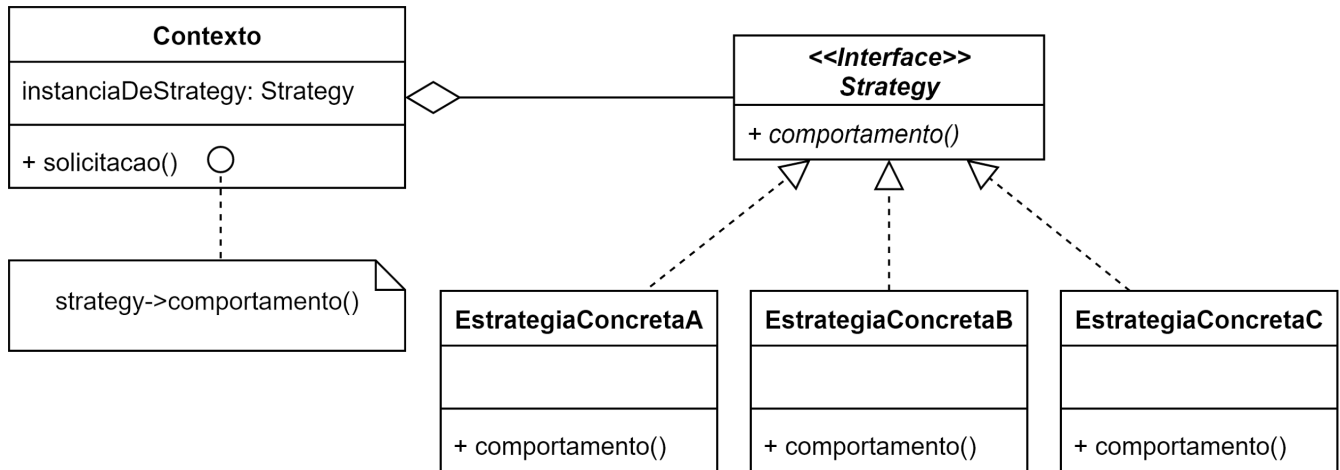 Contexto
instanciaDeStrategy: Strategy
+ solicitacao()
strategy->comportamento()
<<Interface>>
Strategy
+ comportamento()
EstrategiaConcretaA
+ comportamento()
EstrategiaConcretaB
+ comportamento()
EstrategiaConcretaC
+ comportamento()